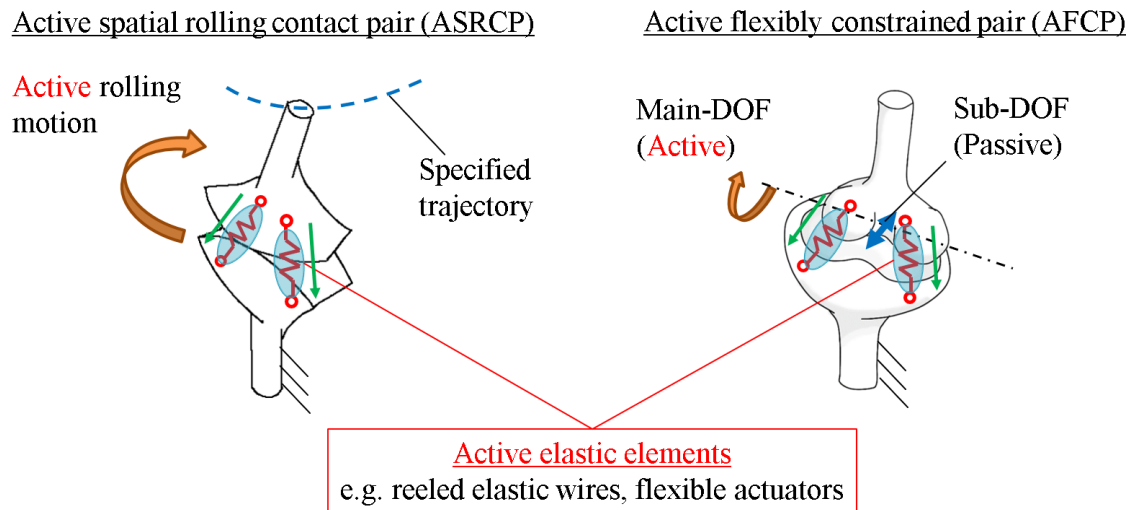 Active spatial rolling contact pair (ASRCP)
Active flexibly constrained pair (AFCP)
Active rolling
motion
Specified
trajectory
Main-DOF
(Active)
Sub-DOF
(Passive)
Active elastic elements
e.g. reeled elastic wires, flexible actuators